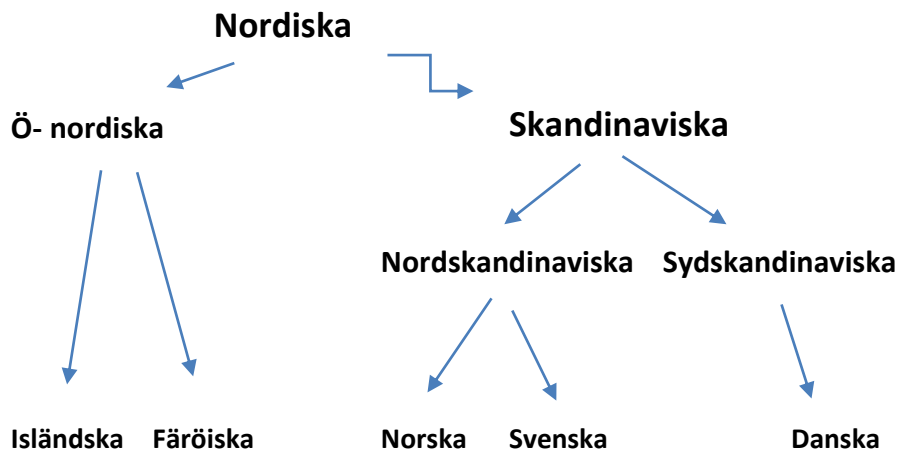 Nordiska
Ö- nordiska
Skandinaviska
Nordskandinaviska
Sydskandinaviska
Isländska
Färöiska
Norska
Svenska
Danska